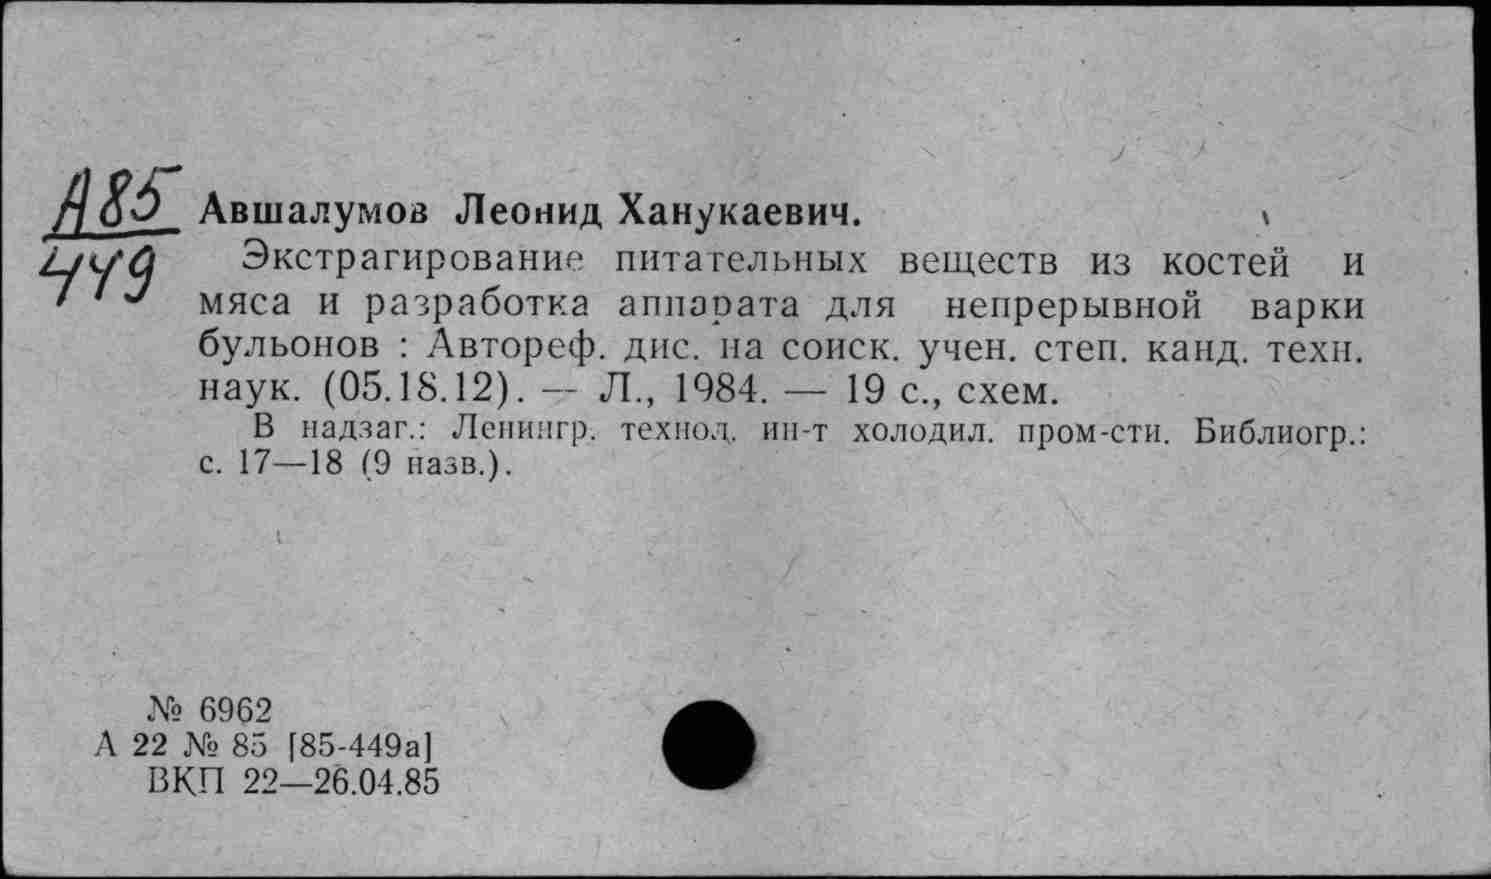 А85
449
Авшалумов Леонид Ханукаевич.
Экстрагирование питательных веществ из костей и
мяса и разработка аппарата для непрерывной варки
бульонов : Автореф. дис. на соиск. учен. степ. канд. техн.
наук. (05.18.12). — Л., 1984. — 19 с., схем.
В надзаг.: Ленингр. технол. ин-т холодил. пром-сти. Библиогр.:
с. 17—18 (9 назв.).
№ 6962
А 22 № 85 [85-449а]
ВКП 22—26.04.85